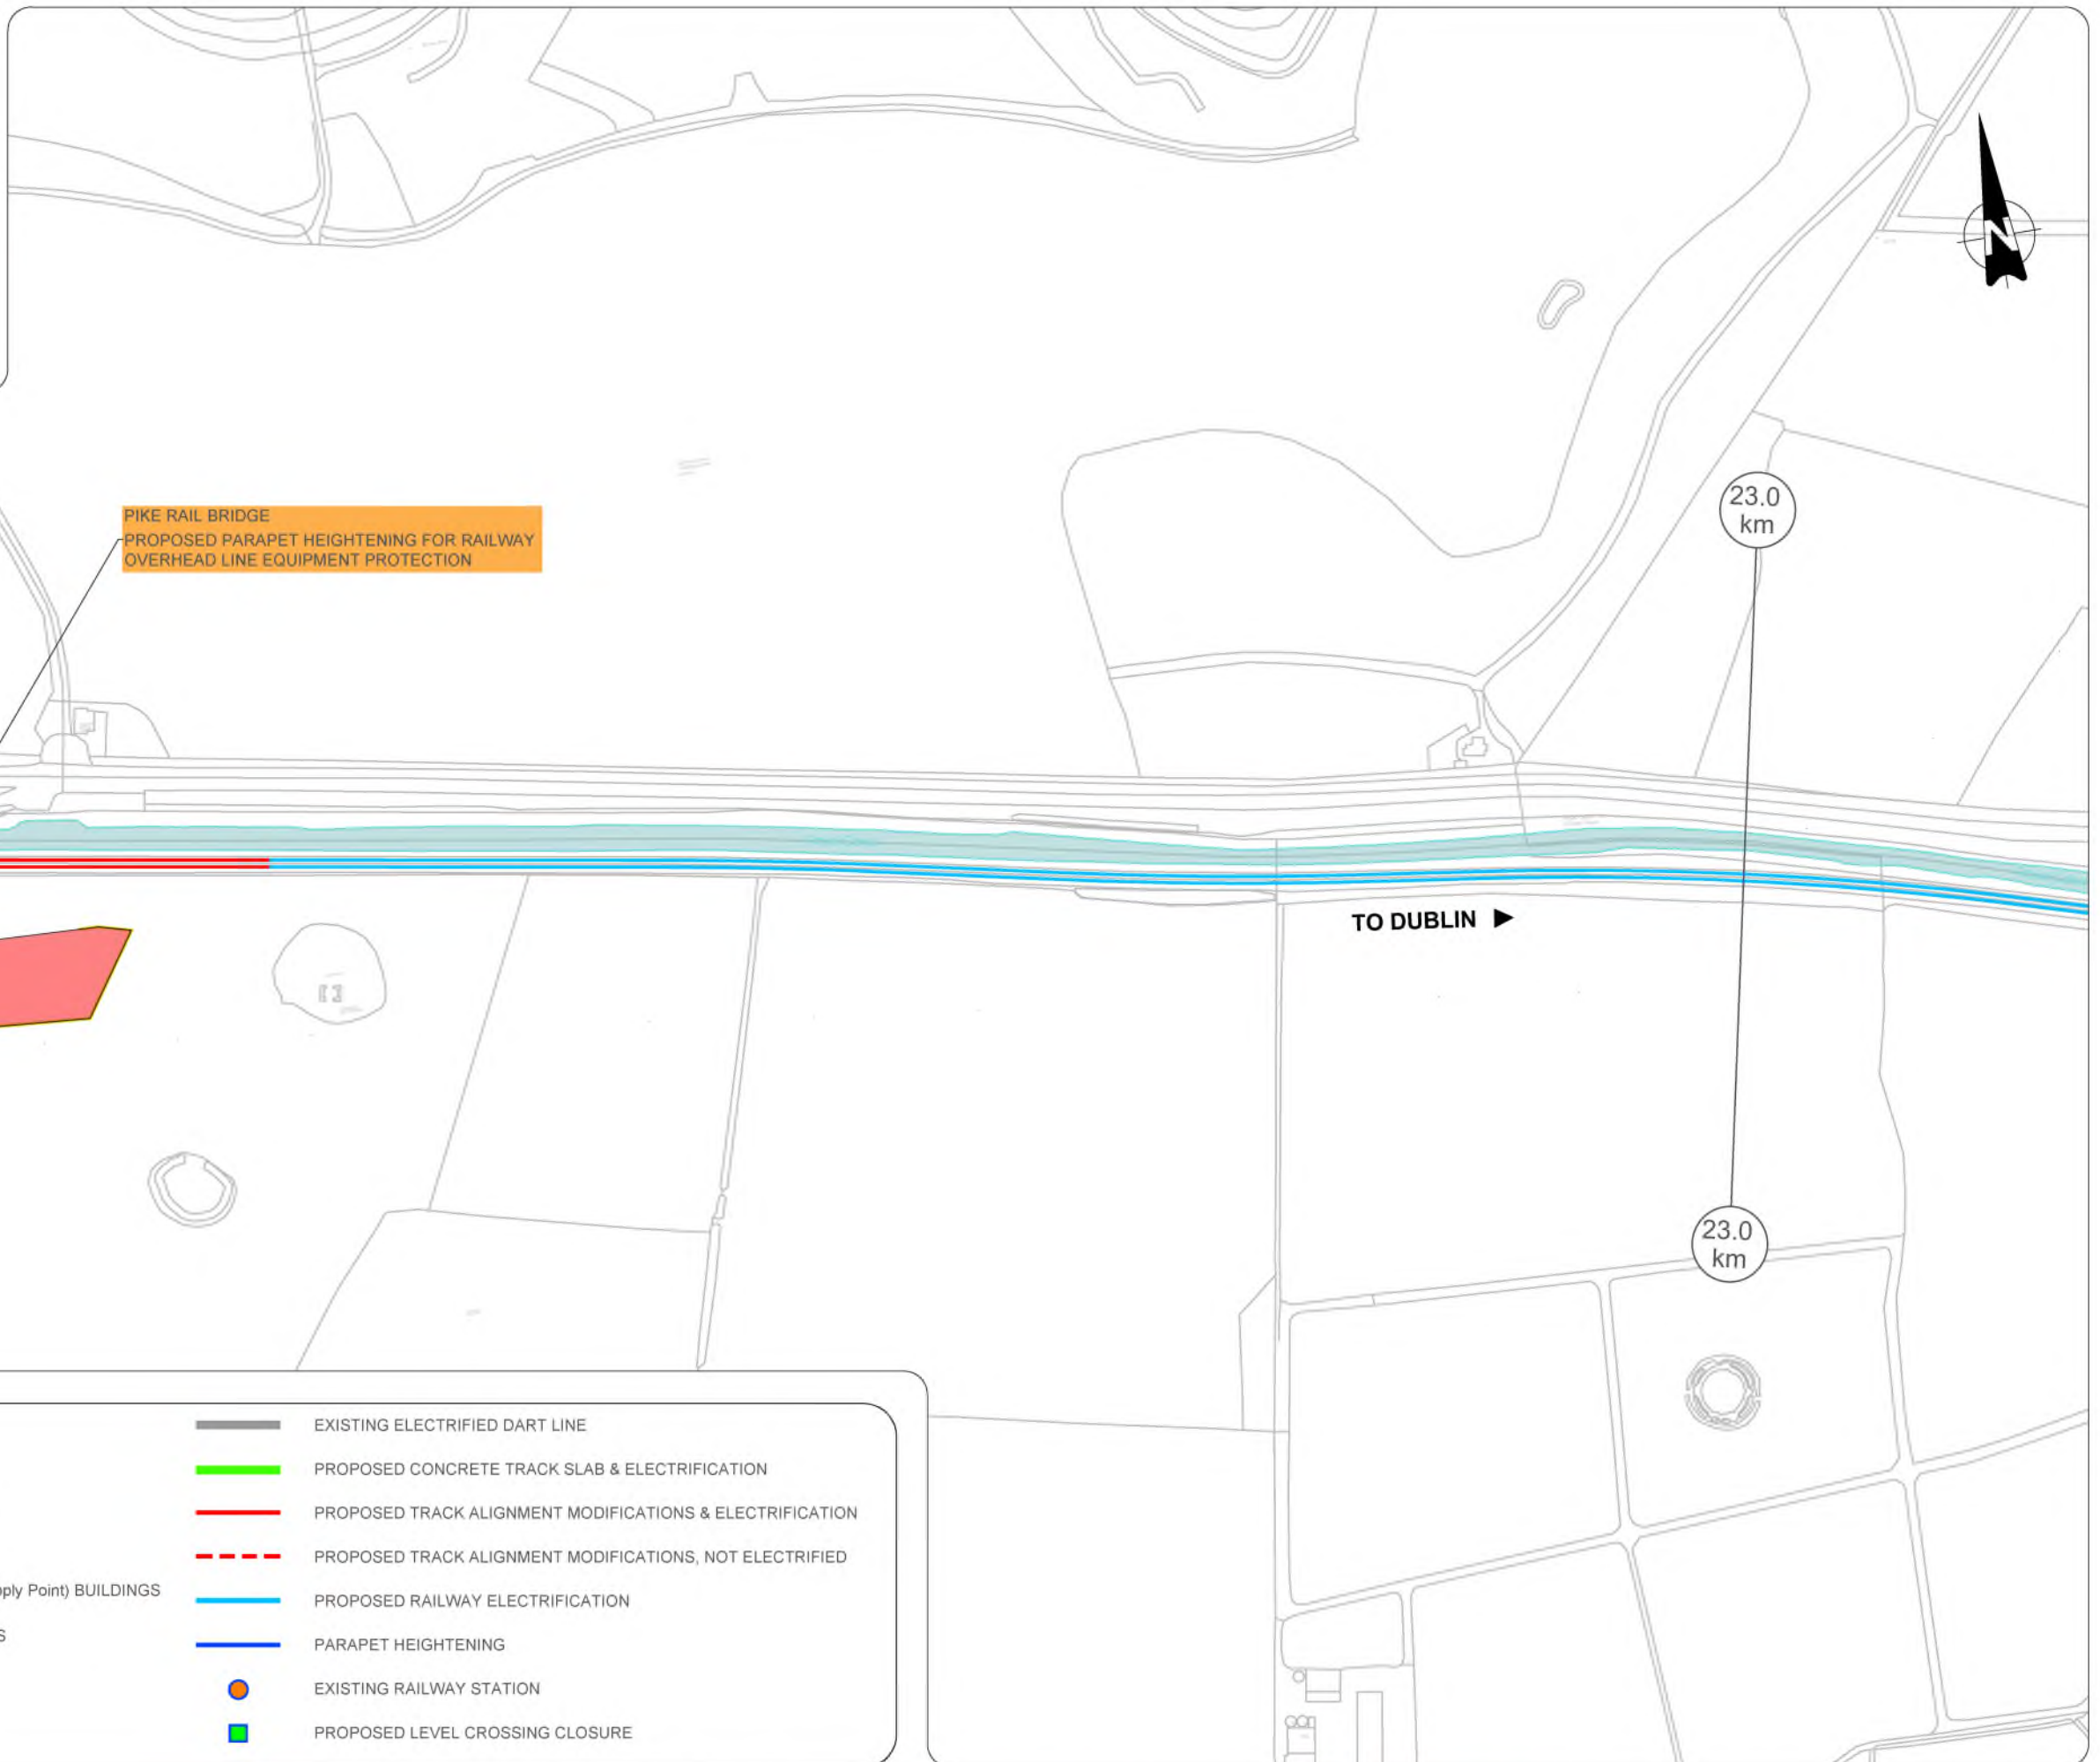 N
23.0
km
PIKE RAIL BRIDGE
PROPOSED PARAPET HEIGHTENING FOR RAILWAY
OVERHEAD LINE EQUIPMENT PROTECTION
TO DUBLIN
23.0
km
EXISTING ELECTRIFIED DART LINE
PROPOSED CONCRETE TRACK SLAB & ELECTRIFICATION
PROPOSED TRACK ALIGNMENT MODIFICATIONS & ELECTRIFICATION
PROPOSED TRACK ALIGNMENT MODIFICATIONS, NOT ELECTRIFIED
Point) BUILDINGS
PROPOSED RAILWAY ELECTRIFICATION
S
PARAPET HEIGHTENING
EXISTING RAILWAY STATION
PROPOSED LEVEL CROSSING CLOSURE